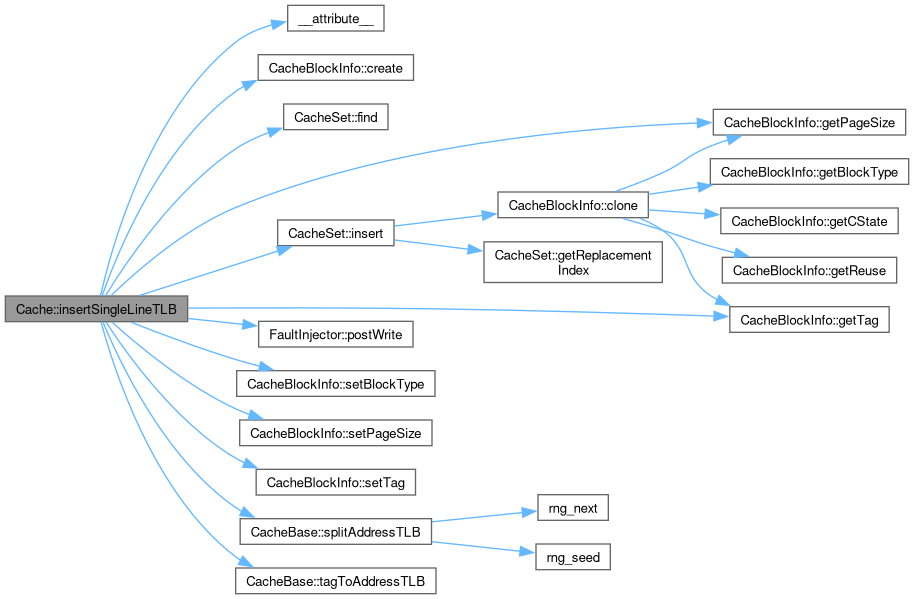 __attribute__
CacheBlockInfo::create
CacheSet::find
CacheBlockInfo::getPageSize
CacheBlockInfo::getBlockType
CacheBlockInfo::clone
CacheBlockInfo::getCState
CacheSet::insert
CacheSet::getReplacement
Index
CacheBlockInfo::getReuse
Cache::insertSingleLineTLB
CacheBlockInfo::getTag
FaultInjector::postWrite
CacheBlockInfo::setBlockType
CacheBlockInfo::setPageSize
CacheBlockInfo::setTag
CacheBase::splitAddressTLB
rng_next
rng_seed
CacheBase::tagToAddressTLB